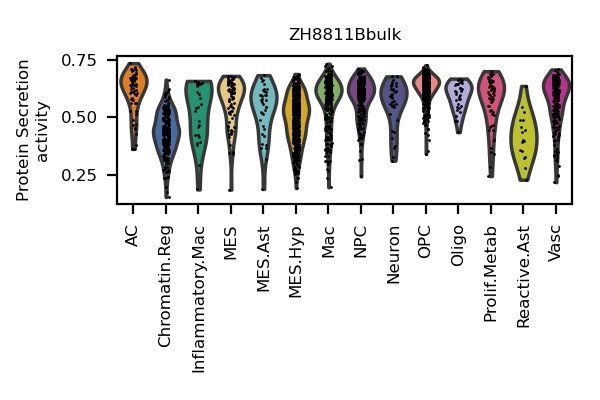 ZH8811Bbulk
Protein Secretion
activity
0.75
0.50
0.25
AC
Chromatin.Reg
Inflammatory.Mac
MES
MES.Ast
MES.Hyp
Mac
NPC
Neuron
OPC
Oligo
Prolif.Metab
Reactive.Ast
Vasc